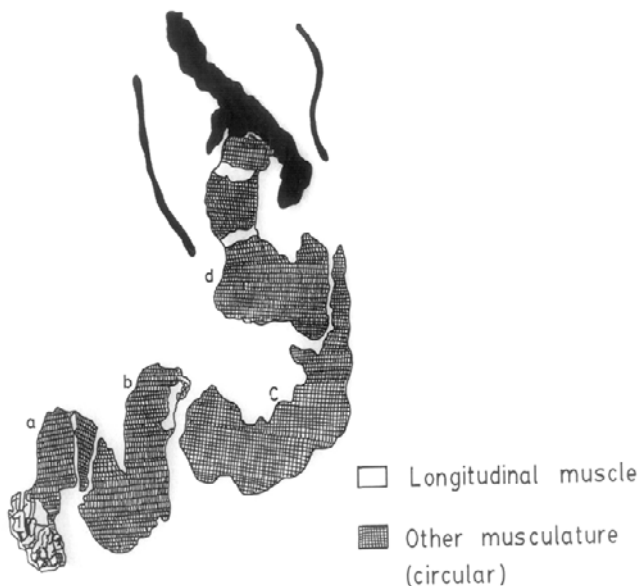 d
b
a
C
Longitudinal muscle
Other musculature
(circular)